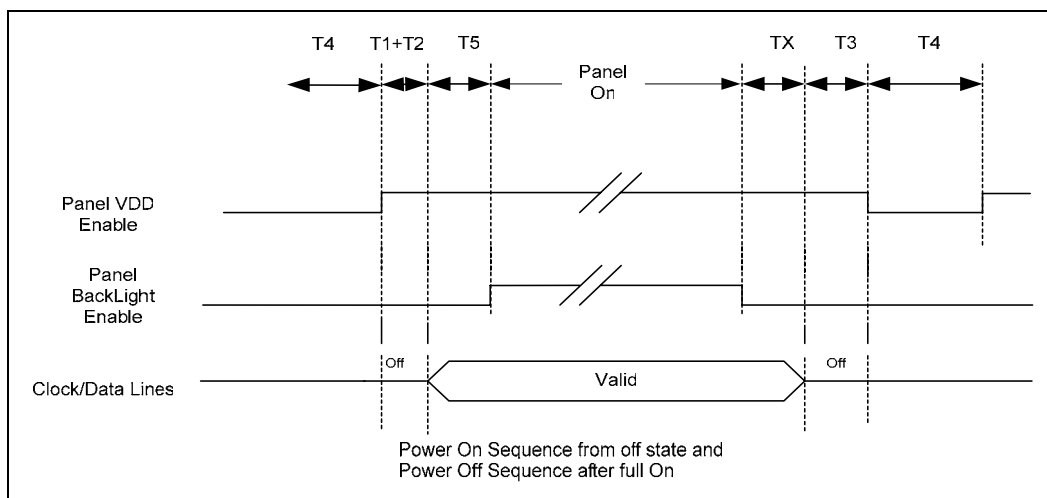 T4 T1+T2 T5 TX T3 T4
Panel
On
Panel VDD
Enable
Panel
BackLight
Enable
Off Off
Clock/Data Lines Valid
Power On Sequence from off state and
Power Off Sequence after full On